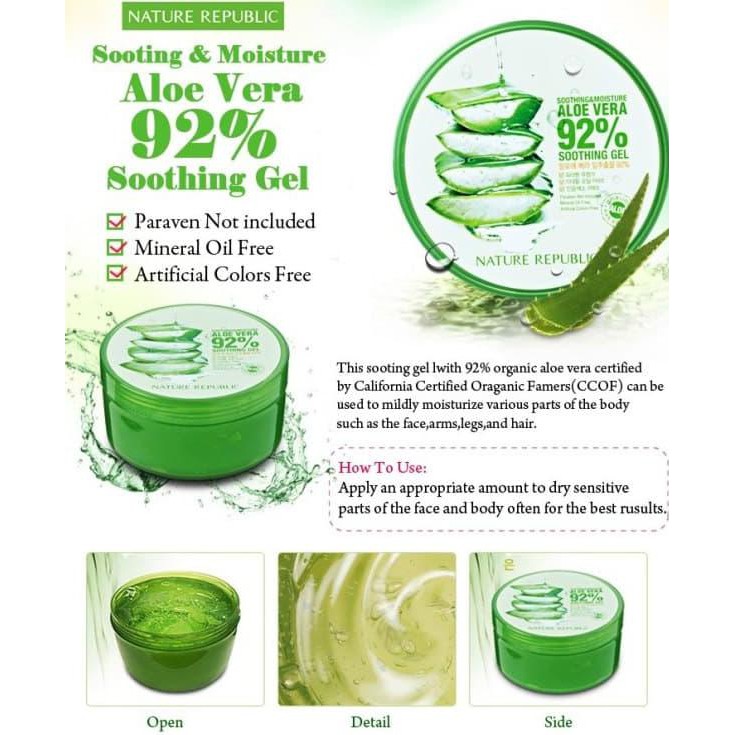 NATURE REPUBLIC
Sooting & Moisture
Aloe Vera
92%
Soothing Gel
Paraven Not included
Mineral Oil Free
Artificial Colors Free
SOOTHING&MOISTURE
ALOE VERA
92%
SOOTHING GEL
NATURE REPUBLIC
ALOE VERA
92%
SOOTHING GEL
NATURE REPUBLIC
This sooting gel lwith 92% organic aloe vera certified
by California Certified Oraganic Famers(CCOF) can be
used to mildly moisturize various parts of the body
such as the face,arms,legs,and hair.
How To Use:
Apply an appropriate amount to dry sensitive
parts of the face and body often for the best rusults.
ALOE VERA
92%
NATURE REPUBLIC
Open
Detail
Side